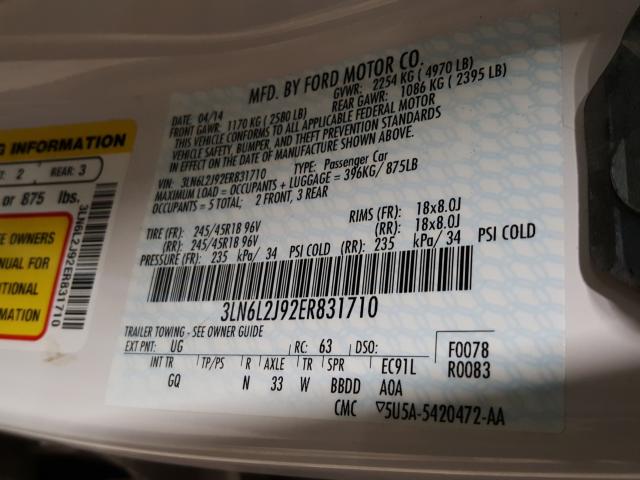 MFD. BY FORD MOTOR CO.
DATE: 04/14 GVWR: 2254 KG ( 4970 LB)
FRONT GAWR: 1170 KG ( 2580 LB) REAR GAWR: 1086 KG ( 2395 LB)
THIS VEHICLE CONFORMS TO ALL APPLICABLE FEDERAL MOTOR
VEHICLE SAFETY, BUMPER, AND THEFT PREVENTION STANDARDS
IN EFFECT ON THE DATE OF MANUFACTURE SHOWN ABOVE.
VIN: 3LN6L2J92ER831710 TYPE: Passenger Car
MAXIMUM LOAD = OCCUPANTS + LUGGAGE = 396KG/ 875LB
OCCUPANTS = 5 TOTAL: 2 FRONT, 3 REAR
TIRE (FR): 245/45R18 96V RIMS (FR): 18x8.0J
(RR): 245/45R18 96V (RR): 18x8.0J
PRESSURE (FR): 235 kPa/ 34 PSI COLD (RR): 235 kPa/ 34 PSI COLD
3LN6L2J92ER831710
TRAILER TOWING - SEE OWNER GUIDE
EXT PNT: UG RC: 63 DSO: F0078
INT TR TP/PS R AXLE TR SPR EC91L R0083
GQ N 33 W BBDD A0A
CMC 5U5A-5420472-AA
G INFORMATION
2 REAR: 3
or 875 lbs.
E OWNERS
NUAL FOR
DITIONAL
RMATION
3LN6L2J92ER831710